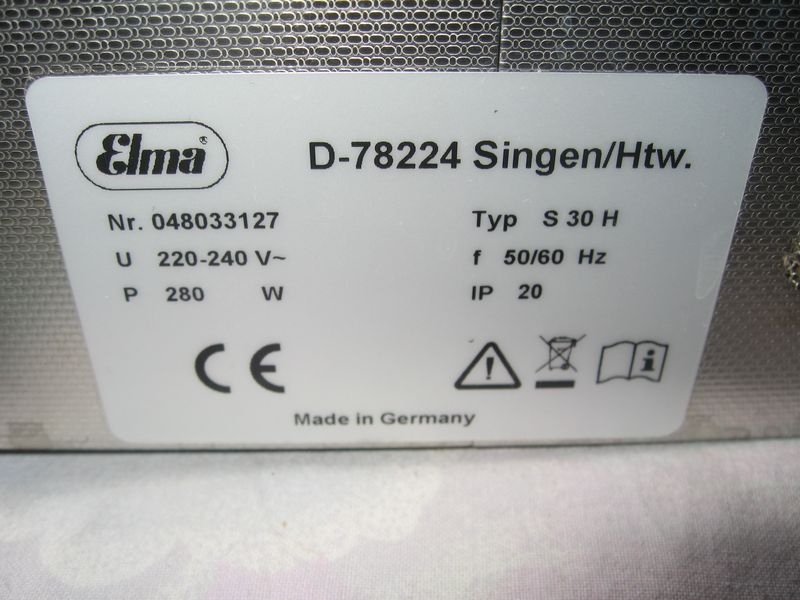 Elma® D-78224 Singen/Htw.
Nr. 048033127 Typ S 30 H
U 220-240 V~ f 50/60 Hz
P 280 W IP 20
CE
Made in Germany